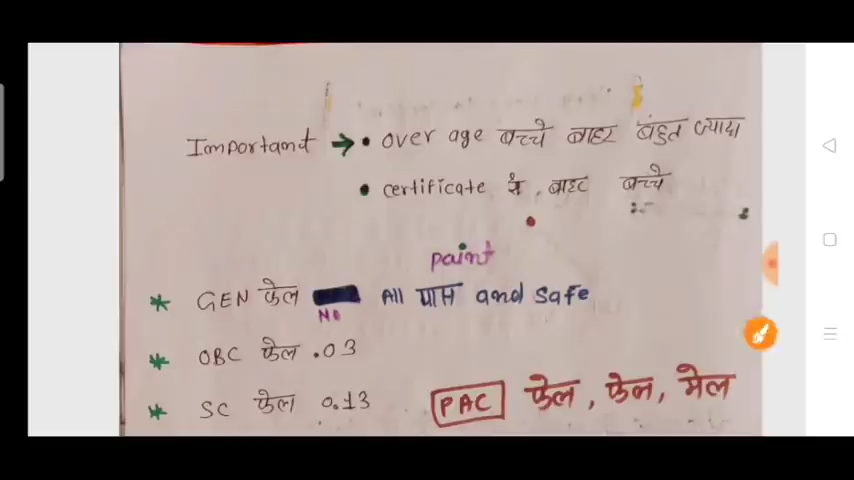 Importand → • over age बच्चे बाहर बहुत ज्यादा
• certificate से, बाहर बच्चे
paint
* GEN फेल All पास and safe
NO
* OBC फेल .03
* SC फेल 0.13
PAC फेल, फेल, मेल